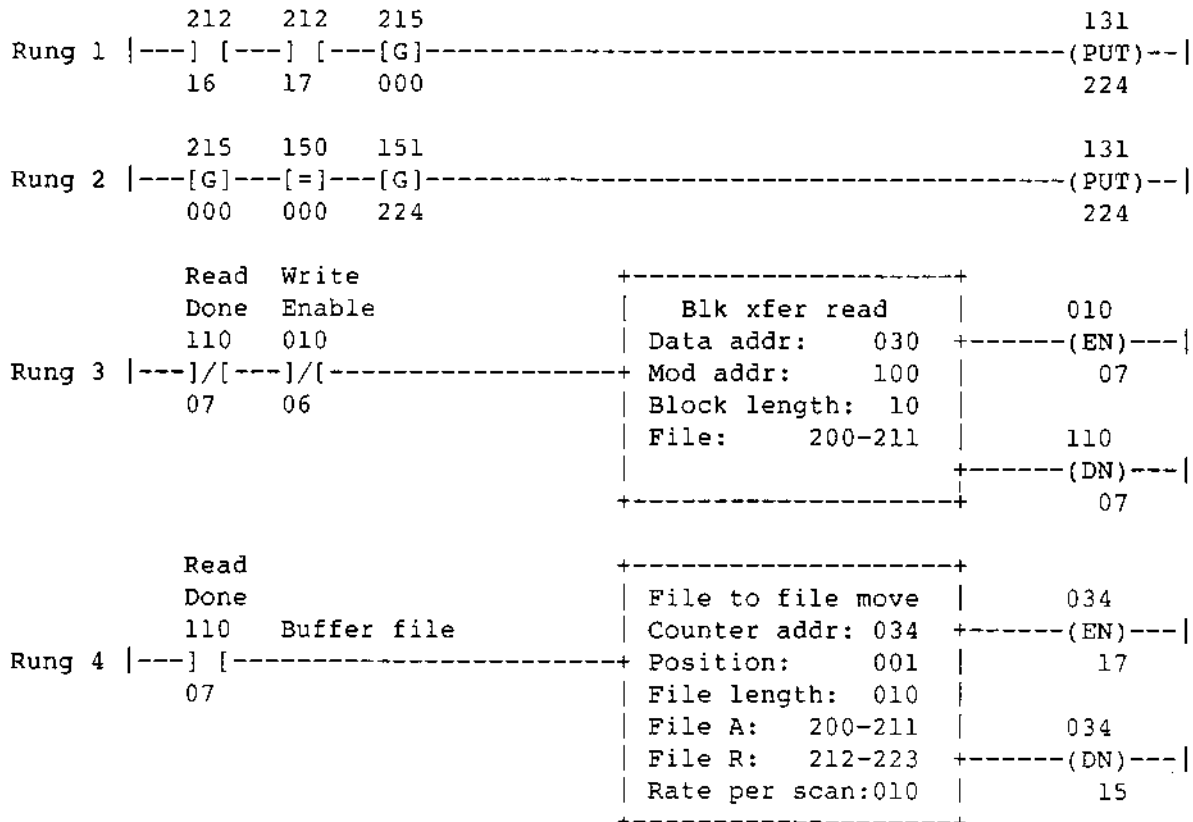 212 212 215 131
Rung 1 |---] [---] [---[G]------------------------------------------(PUT)--|
16 17 000 224
215 150 151 131
Rung 2 |---[G]---[=]---[G]------------------------------------------(PUT)--|
000 000 224 224
Read Write
Done Enable Blk xfer read 010
110 010 Data addr: 030 +------(EN)---|
Rung 3 |---]/[---]/[------------------+ Mod addr: 100 07
07 06 Block length: 10
File: 200-211 110
+------(DN)---|
07
Read
Done File to file move 034
110 Buffer file Counter addr: 034 +------(EN)---|
Rung 4 |---] [------------------------+ Position: 001 17
07 File length: 010
File A: 200-211 034
File R: 212-223 +------(DN)---|
Rate per scan:010 15